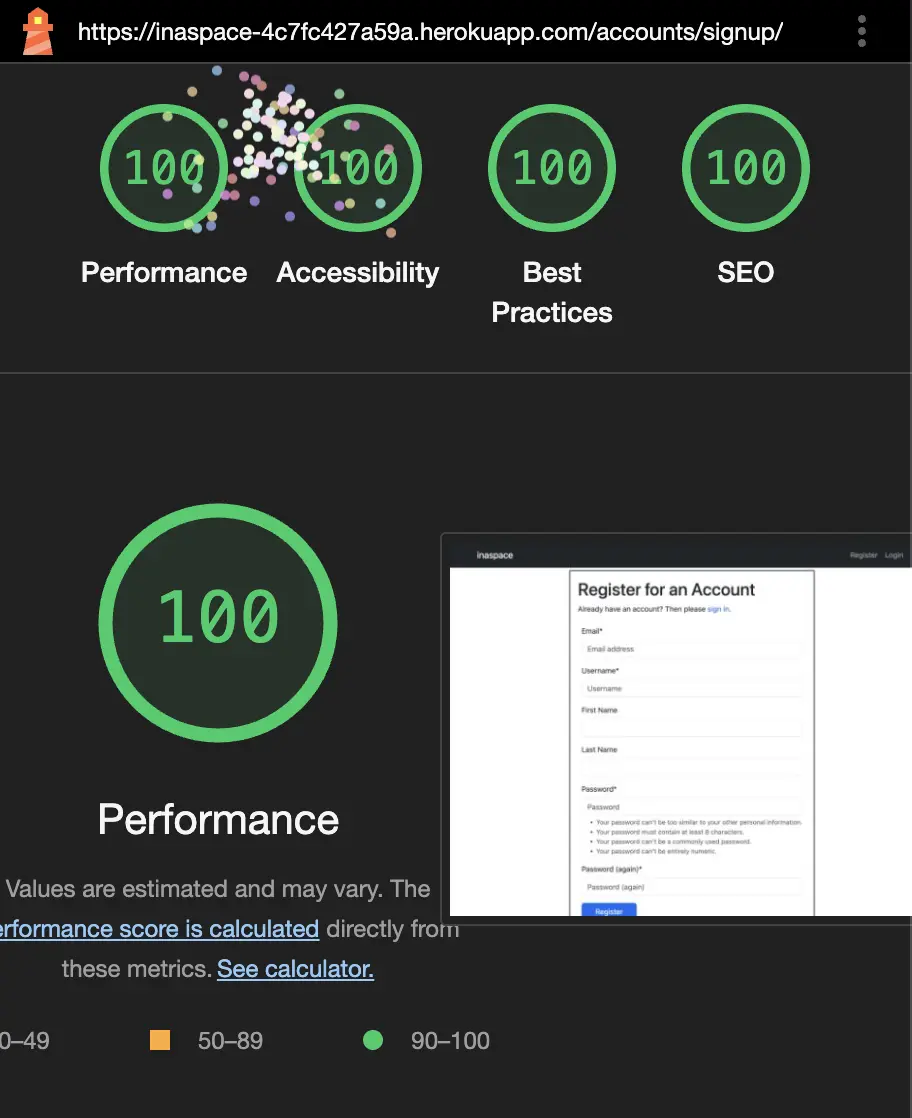 https://inaspace-4c7fc427a59a.herokuapp.com/accounts/signup/
100 100 100 100
Performance Accessibility Best Practices SEO
100
Performance
Values are estimated and may vary. The
erformance score is calculated directly from
these metrics. See calculator.
0–49 50–89 90–100
inaspace Register Login
Register for an Account
Already have an account? Then please sign in.
Email*
Email address
Username*
Username
First Name
Last Name
Password*
Password
• Your password can't be too similar to your other personal information.
• Your password must contain at least 8 characters.
• Your password can't be a commonly used password.
• Your password can't be entirely numeric.
Password (again)*
Password (again)
Register